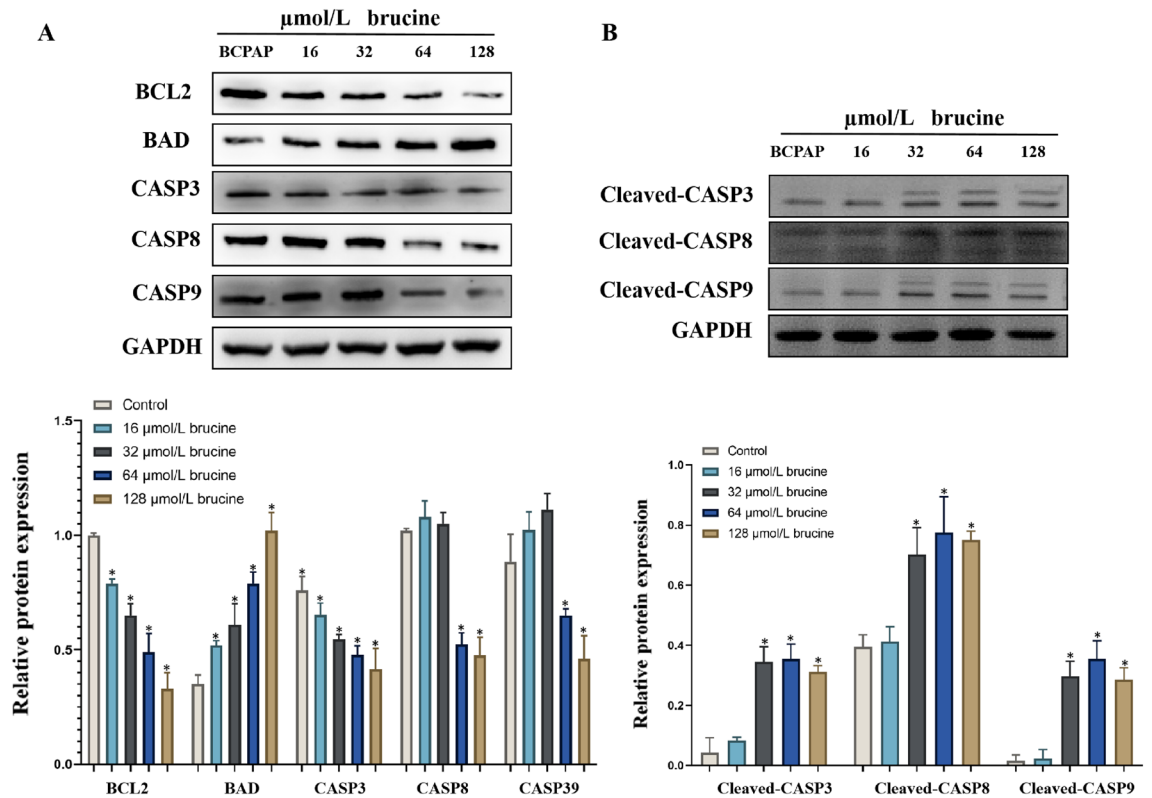 A
µmol/L brucine
BCPAP 16 32 64 128
BCL2
BAD
CASP3
CASP8
CASP9
GAPDH
Control
16 µmol/L brucine
32 µmol/L brucine
64 µmol/L brucine
128 µmol/L brucine
Relative protein expression
1.5
1.0
0.5
0.0
* * * * * * * * * * * * * * * * *
BCL2 BAD CASP3 CASP8 CASP39
B
µmol/L brucine
BCPAP 16 32 64 128
Cleaved-CASP3
Cleaved-CASP8
Cleaved-CASP9
GAPDH
Control
16 µmol/L brucine
32 µmol/L brucine
64 µmol/L brucine
128 µmol/L brucine
Relative protein expression
1.0
0.8
0.6
0.4
0.2
0.0
* * * * * * * * *
Cleaved-CASP3 Cleaved-CASP8 Cleaved-CASP9